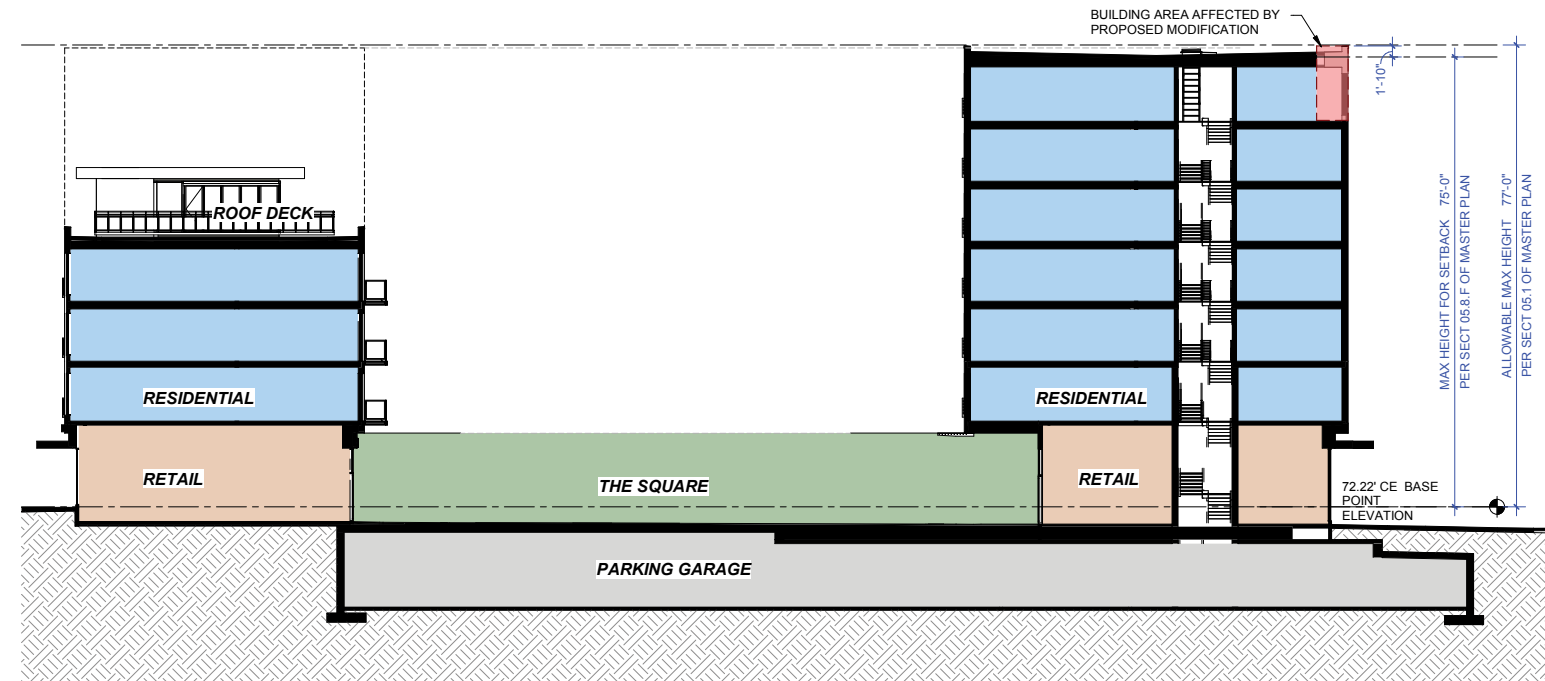 BUILDING AREA AFFECTED BY
PROPOSED MODIFICATION
1'-10"
MAX HEIGHT FOR SETBACK 75'-0"
PER SECT 05.8.F OF MASTER PLAN
ALLOWABLE MAX HEIGHT 77'-0"
PER SECT 05.1 OF MASTER PLAN
ROOF DECK
RESIDENTIAL
RESIDENTIAL
RETAIL
THE SQUARE
RETAIL
72.22' CE BASE
POINT
ELEVATION
PARKING GARAGE